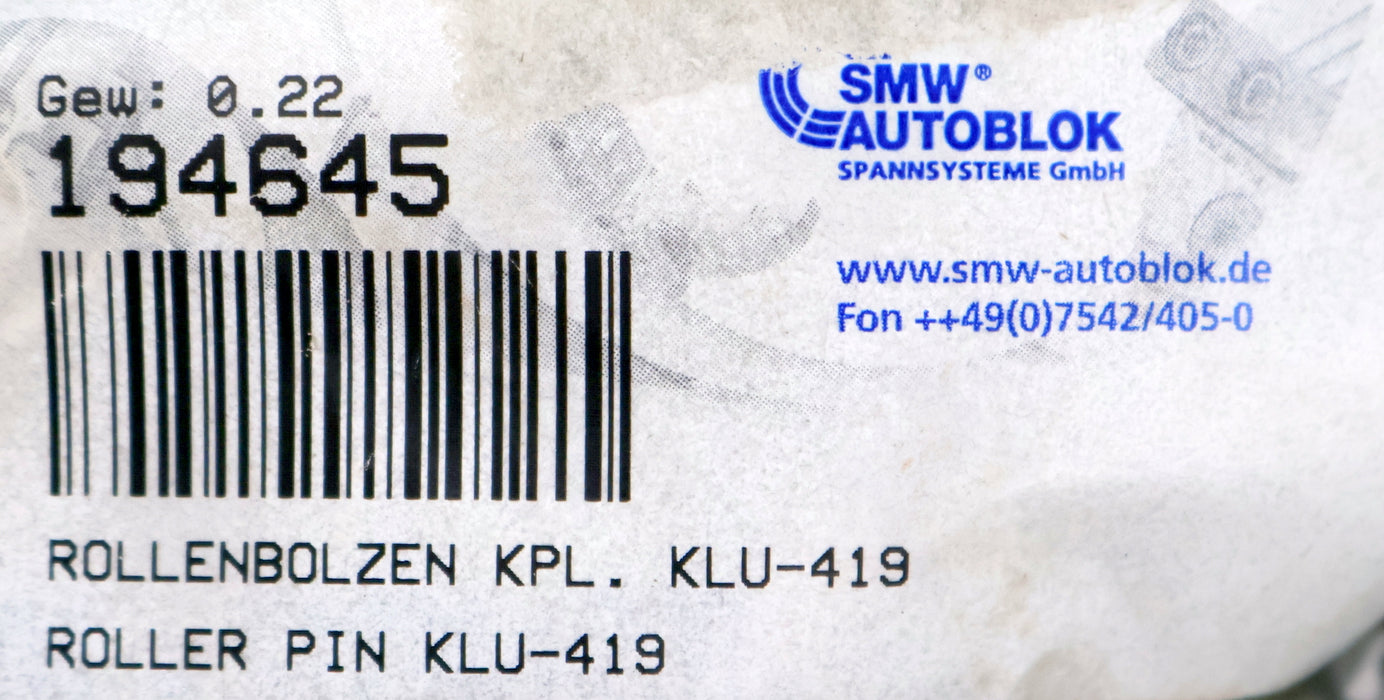 Gew: 0.22
194645
ROLLENBOLZEN KPL. KLU-419
ROLLER PIN KLU-419
SMW®
AUTOBLOK
SPANNSYSTEME GmbH
www.smw-autoblok.de
Fon ++49(0)7542/405-0